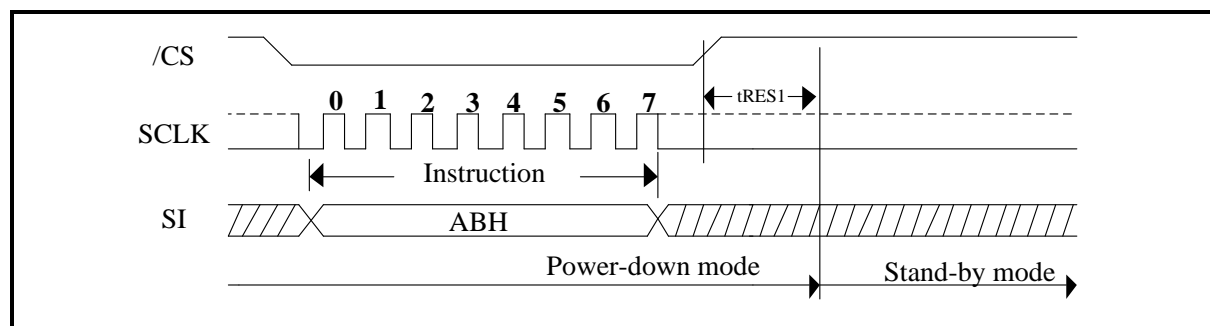 /CS
tRES1
0 1 2 3 4 5 6 7
SCLK
Instruction
SI
ABH
Power-down mode
Stand-by mode